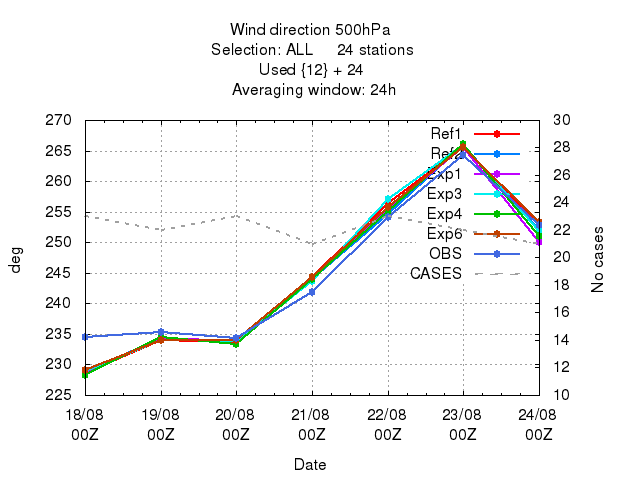 Wind direction 500hPa
Selection: ALL 24 stations
Used {12} + 24
Averaging window: 24h
270
265
260
255
250
245
240
235
230
225
deg
30
28
26
24
22
20
18
16
14
12
10
No cases
Ref1
Ref2
Exp1
Exp3
Exp4
Exp6
OBS
CASES
18/08 19/08 20/08 21/08 22/08 23/08 24/08
00Z 00Z 00Z 00Z 00Z 00Z 00Z
Date